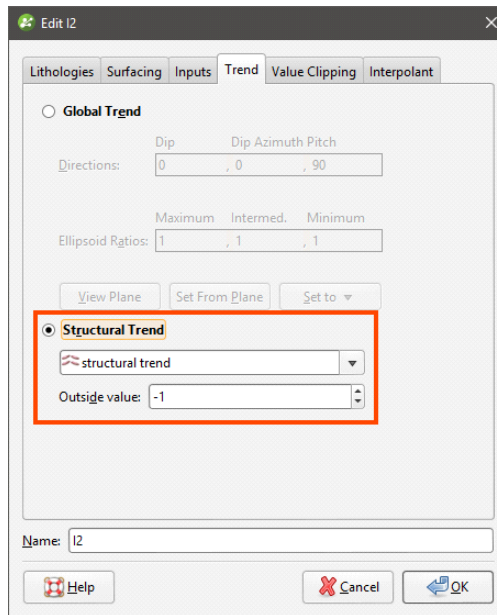 Edit I2
Lithologies Surfacing Inputs Trend Value Clipping Interpolant
Global Trend
Dip Dip Azimuth Pitch
Directions: 0 , 0 , 90
Maximum Intermed. Minimum
Ellipsoid Ratios: 1 , 1 , 1
View Plane Set From Plane Set to
Structural Trend
structural trend
Outside value: -1
Name: I2
Help Cancel OK